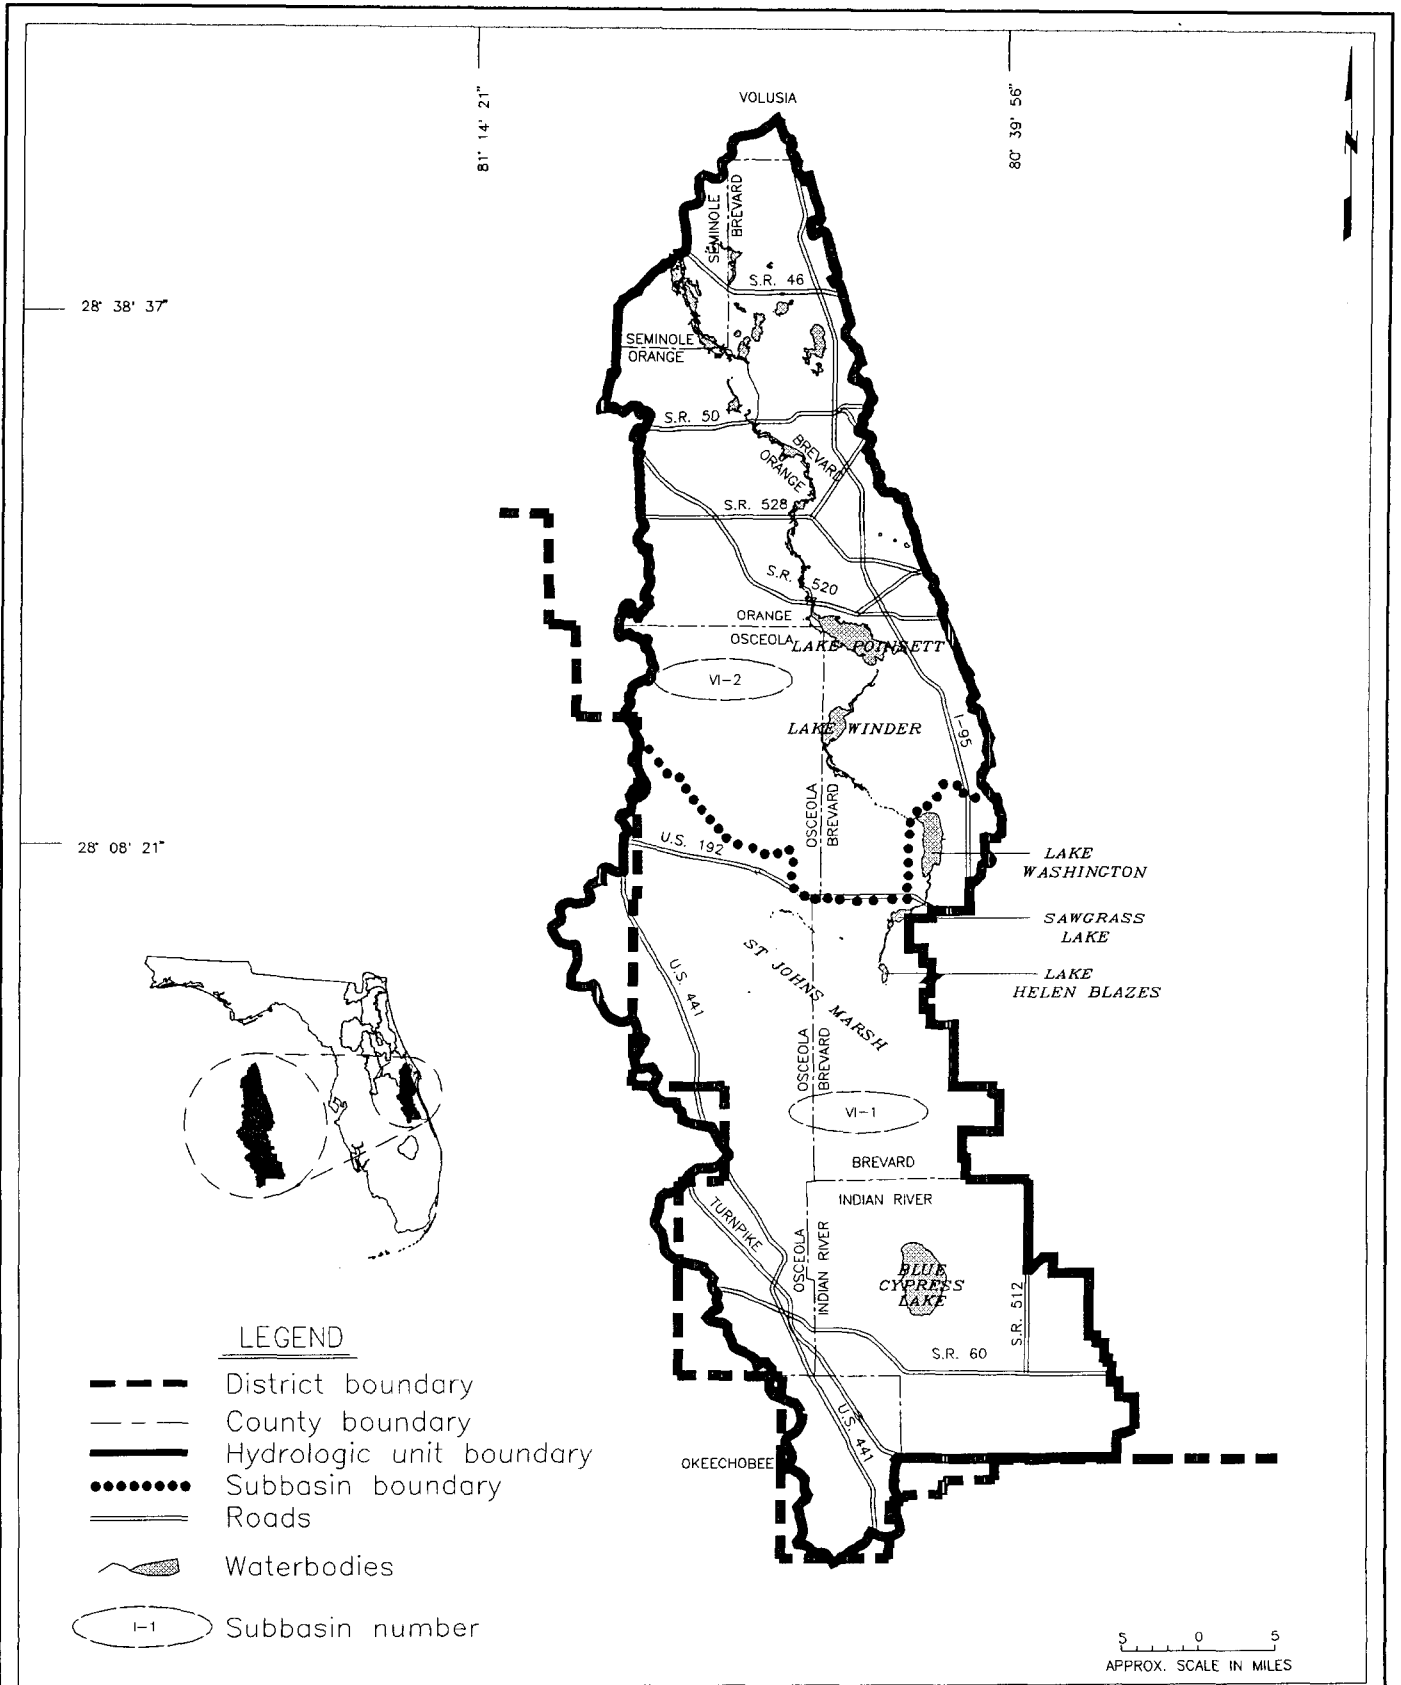 VOLUSIA
81° 14' 21"
80° 39' 56"
SEMINOLE
BREVARD
S.R. 46
28° 38' 37"
SEMINOLE
ORANGE
S.R. 50
BREVARD
ORANGE
S.R. 528
S.R. 520
ORANGE
OSCEOLA
LAKE POINSETT
VI-2
LAKE WINDER
I-95
OSCEOLA
BREVARD
28° 08' 21"
U.S. 192
LAKE
WASHINGTON
SAWGRASS
LAKE
ST JOHNS MARSH
LAKE
HELEN BLAZES
U.S. 441
OSCEOLA
BREVARD
VI-1
BREVARD
INDIAN RIVER
TURNPIKE
OSCEOLA
INDIAN RIVER
BLUE
CYPRESS
LAKE
S.R. 512
S.R. 60
U.S. 441
OKEECHOBEE
LEGEND
District boundary
County boundary
Hydrologic unit boundary
Subbasin boundary
Roads
Waterbodies
I-1 Subbasin number
5 0 5
APPROX. SCALE IN MILES
N